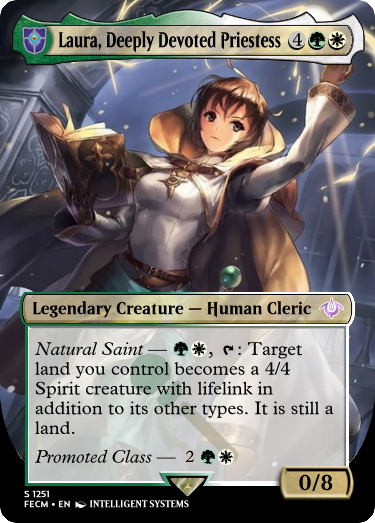 Laura, Deeply Devoted Priestess 4
Legendary Creature — Human Cleric
Natural Saint — , : Target
land you control becomes a 4/4
Spirit creature with lifelink in
addition to its other types. It is still a
land.
Promoted Class — 2
0/8
S 1251
FECM • EN INTELLIGENT SYSTEMS